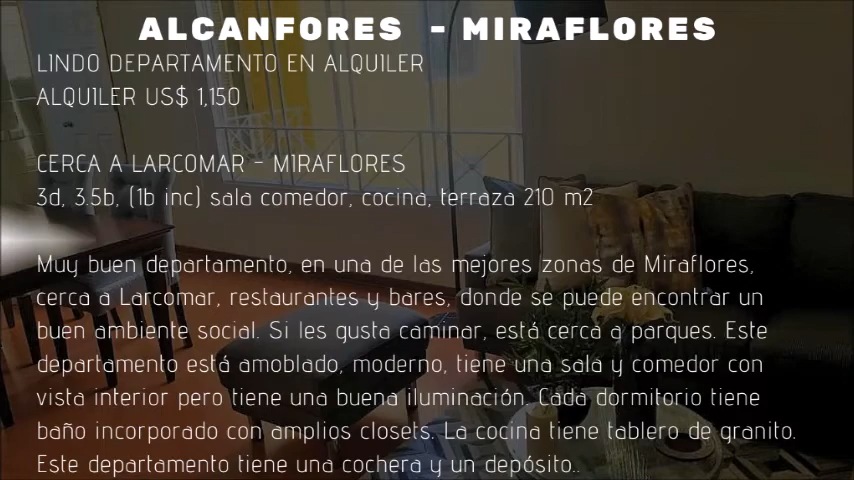 ALCANFORES - MIRAFLORES
LINDO DEPARTAMENTO EN ALQUILER
ALQUILER US$ 1,150
CERCA A LARCOMAR - MIRAFLORES
3d, 3.5b, (1b inc) sala comedor, cocina, terraza 210 m2
Muy buen departamento, en una de las mejores zonas de Miraflores,
cerca a Larcomar, restaurantes y bares, donde se puede encontrar un
buen ambiente social. Si les gusta caminar, está cerca a parques. Este
departamento está amoblado, moderno, tiene una sala y comedor con
vista interior pero tiene una buena iluminación. Cada dormitorio tiene
baño incorporado con amplios closets. La cocina tiene tablero de granito.
Este departamento tiene una cochera y un depósito..